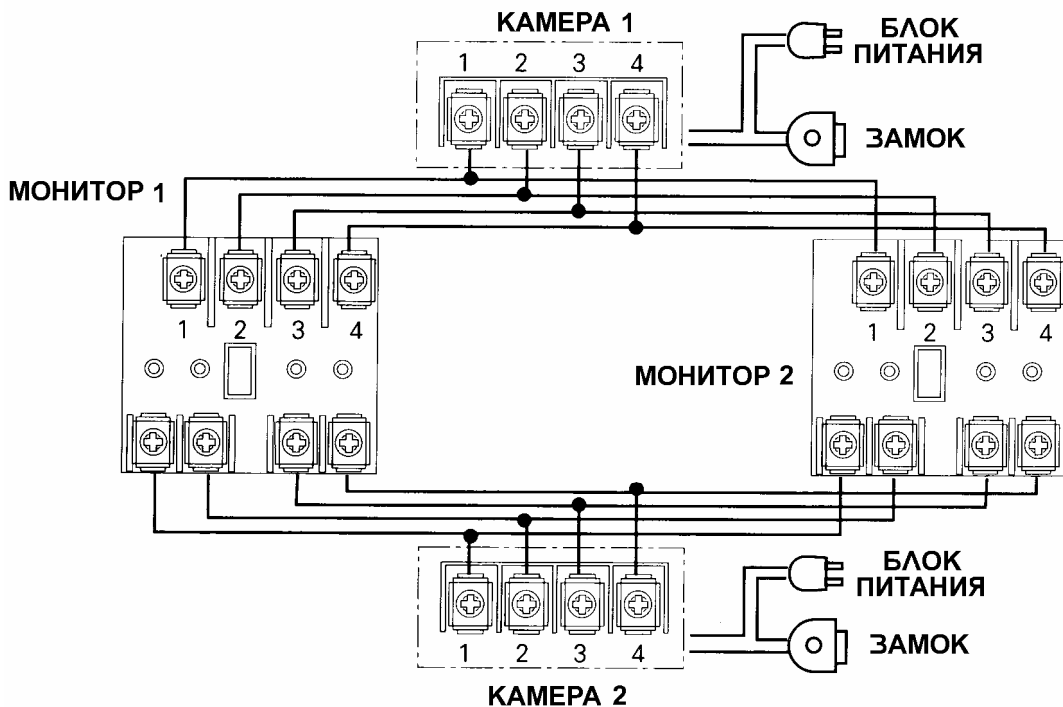 КАМЕРА 1
БЛОК
ПИТАНИЯ
1 2 3 4
ЗАМОК
МОНИТОР 1
1 2 3 4
1 2 3 4
МОНИТОР 2
БЛОК
ПИТАНИЯ
ЗАМОК
1 2 3 4
КАМЕРА 2